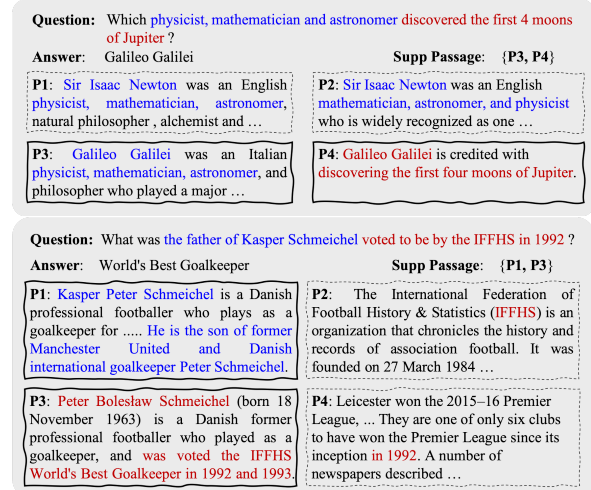 Question: Which physicist, mathematician and astronomer discovered the first 4 moons
of Jupiter ?
Answer: Galileo Galilei
Supp Passage: {P3, P4}
P1: Sir Isaac Newton was an English
physicist, mathematician, astronomer,
natural philosopher , alchemist and …
P2: Sir Isaac Newton was an English
mathematician, astronomer, and physicist
who is widely recognized as one …
P3: Galileo Galilei was an Italian
physicist, mathematician, astronomer, and
philosopher who played a major …
P4: Galileo Galilei is credited with
discovering the first four moons of Jupiter.
Question: What was the father of Kasper Schmeichel voted to be by the IFFHS in 1992 ?
Answer: World's Best Goalkeeper
Supp Passage: {P1, P3}
P1: Kasper Peter Schmeichel is a Danish
professional footballer who plays as a
goalkeeper for ..... He is the son of former
Manchester United and Danish
international goalkeeper Peter Schmeichel.
P2: The International Federation of
Football History & Statistics (IFFHS) is an
organization that chronicles the history and
records of association football. It was
founded on 27 March 1984 …
P3: Peter Bolesław Schmeichel (born 18
November 1963) is a Danish former
professional footballer who played as a
goalkeeper, and was voted the IFFHS
World's Best Goalkeeper in 1992 and 1993.
P4: Leicester won the 2015–16 Premier
League, ... They are one of only six clubs
to have won the Premier League since its
inception in 1992. A number of
newspapers described …